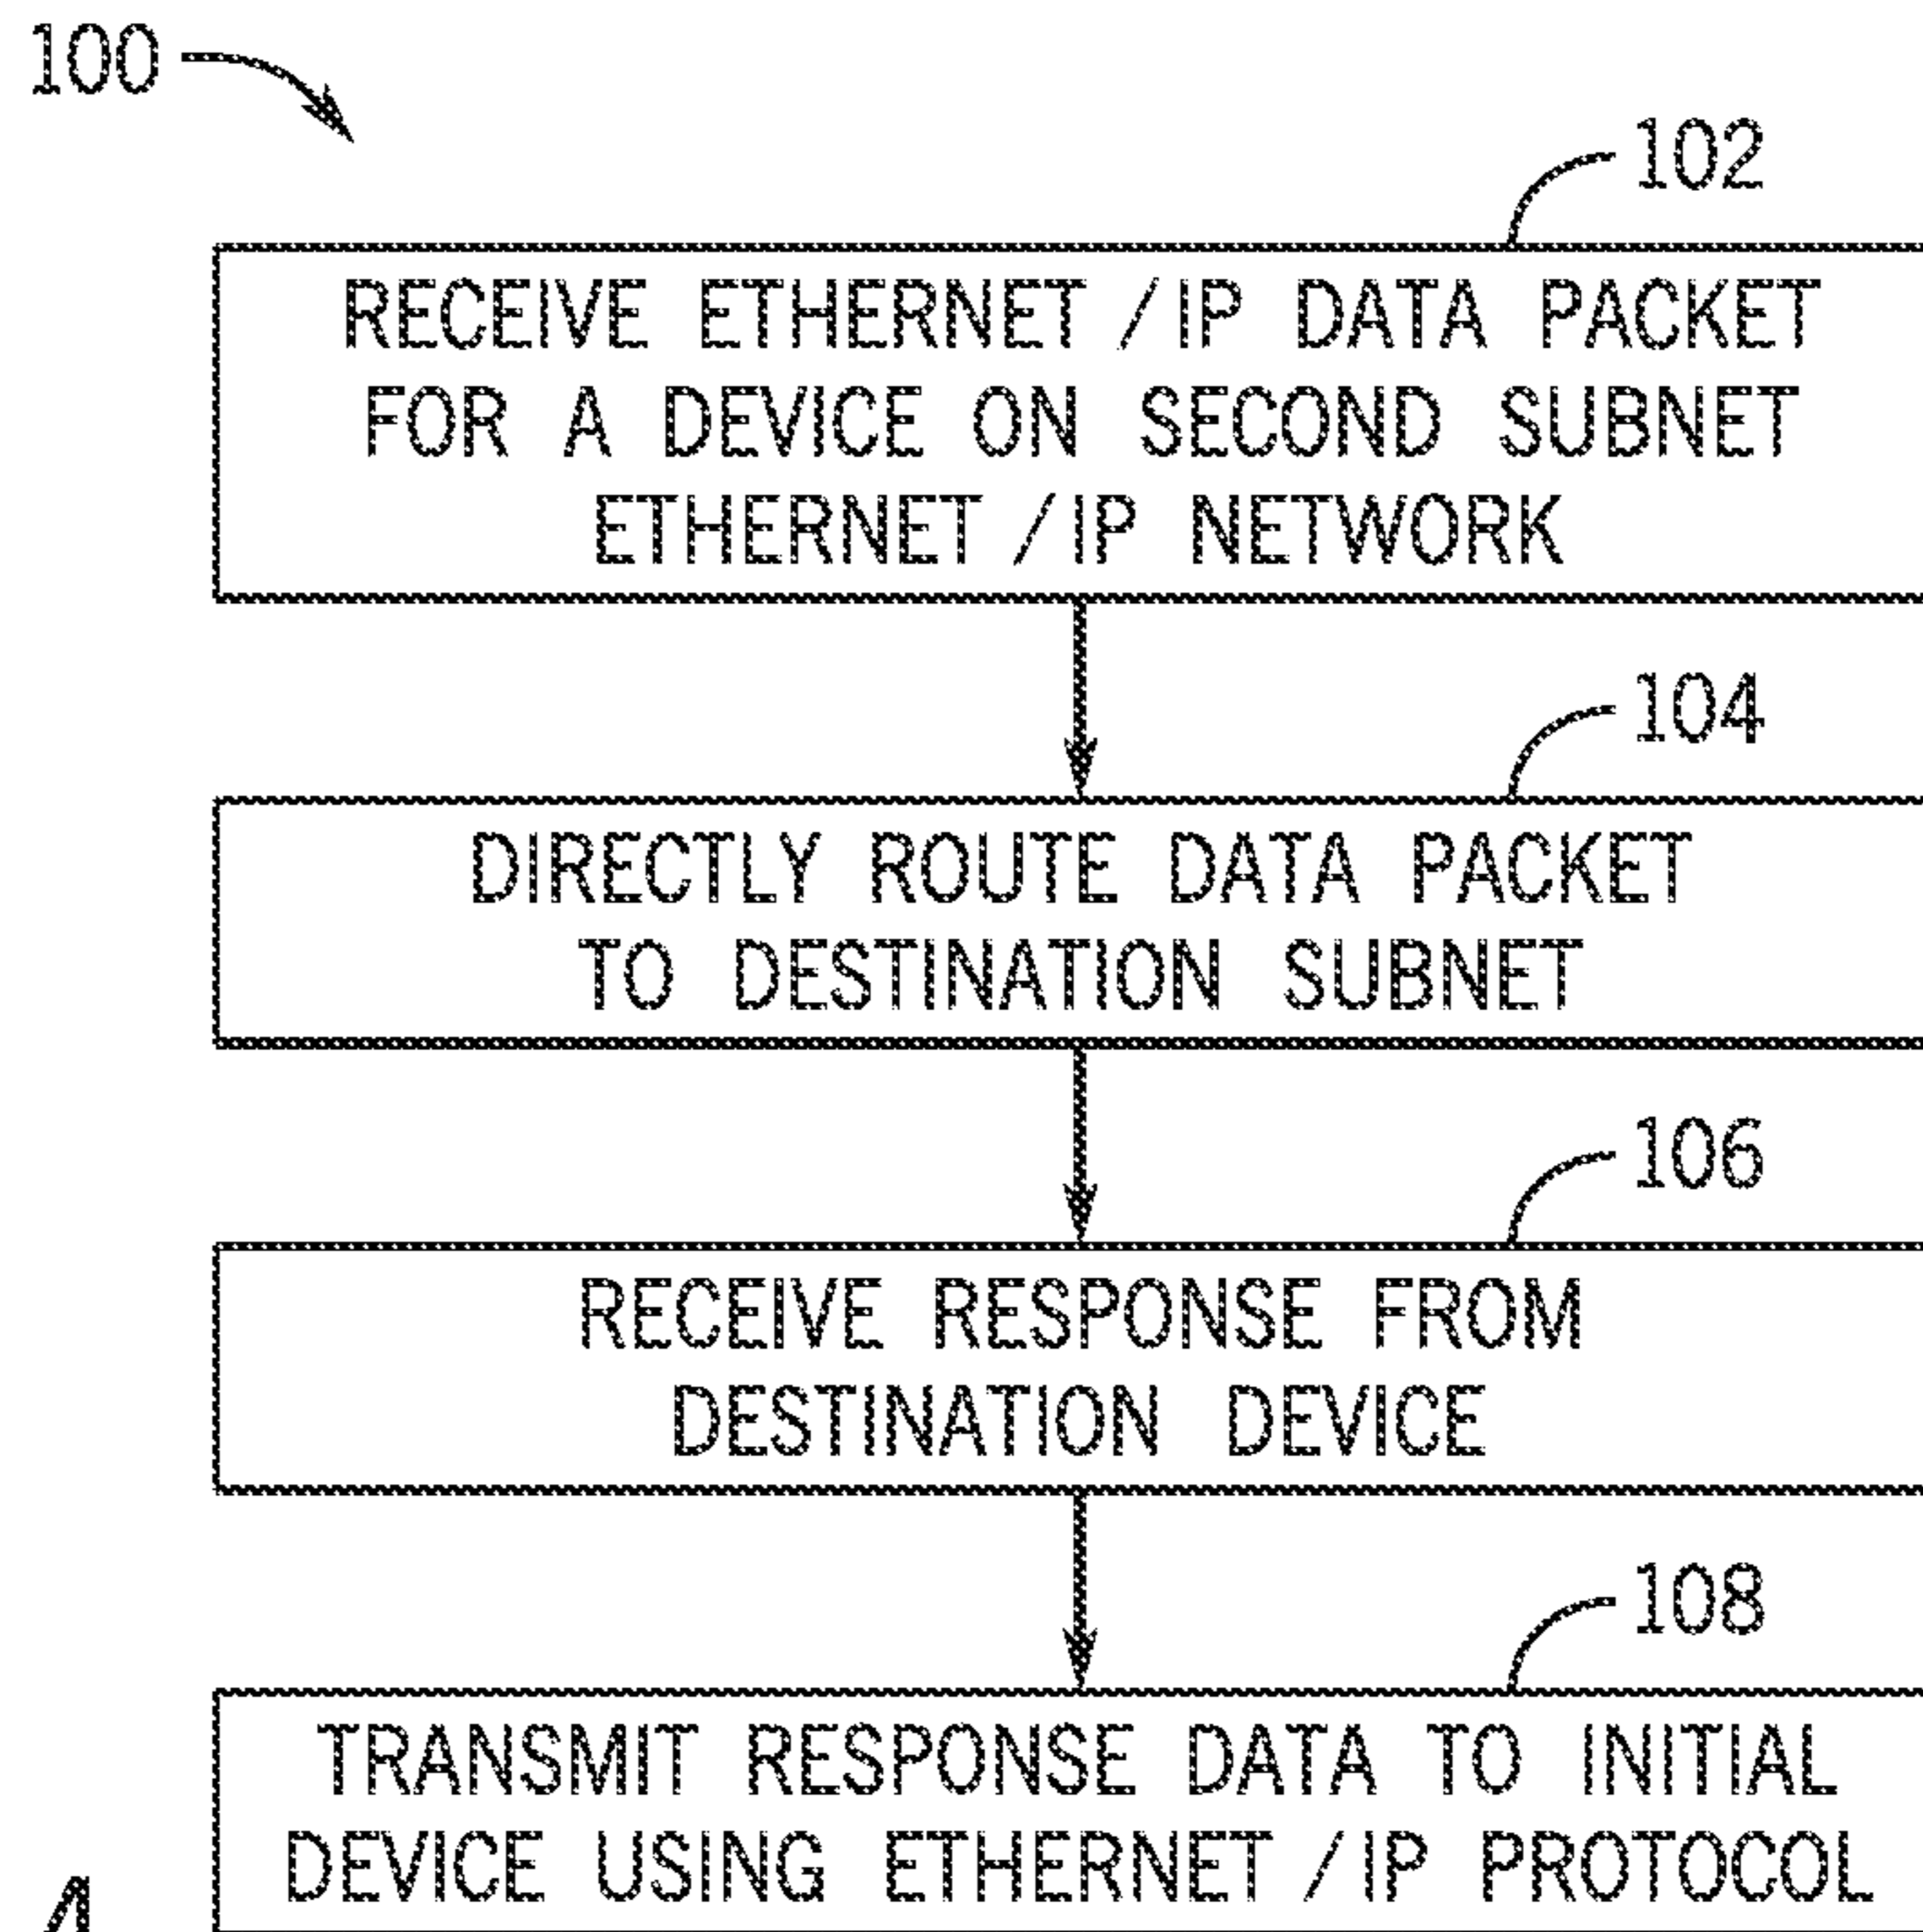 100
102
RECEIVE ETHERNET/IP DATA PACKET
FOR A DEVICE ON SECOND SUBNET
ETHERNET/IP NETWORK
104
DIRECTLY ROUTE DATA PACKET
TO DESTINATION SUBNET
106
RECEIVE RESPONSE FROM
DESTINATION DEVICE
108
TRANSMIT RESPONSE DATA TO INITIAL
DEVICE USING ETHERNET/IP PROTOCOL